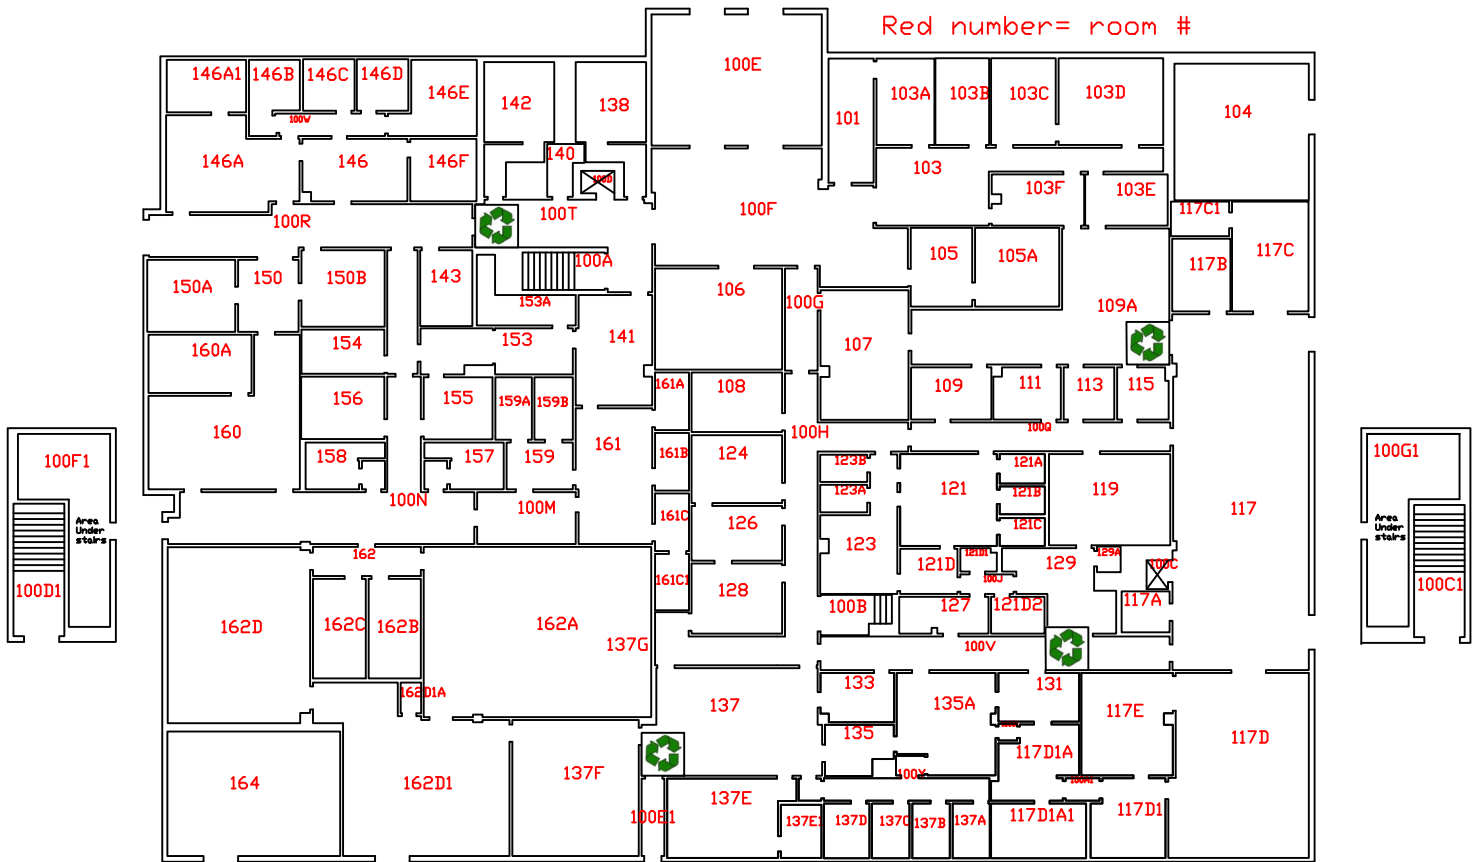 Red number= room #
100E
146A1 146B 146C 146D
146E 142 138 101 103A 103B 103C 103D 104
100W
146A 146 146F 140 103
100D 103F 103E
100R 100T 100F 117C1
150A 150 150B 143 100A 105 105A 117B 117C
153A 106 100G 109A
160A 154 153 141 107
156 155 161A 108 109 111 113 115
159A 159B
160 161 100H 100Q
158 157 159 161B 124 123B 121A
100F1 100G1
123A 121 121B 119
100N 100M 161C 126 121C 117
Area
Under
stairs
Area
Under
stairs
162 123 121D 121D1 129 129A 100C
100J
100D1 161C1 128 100C1
162D 162C 162B 162A 100B 127 121D2 117A
137G 100V
162D1A 137 133 135A 131 117E
135 117D1A 117D
164 162D1 137F 100X
137E 100E1 137E1 137D 137C 137B 137A 117D1A1 117D1